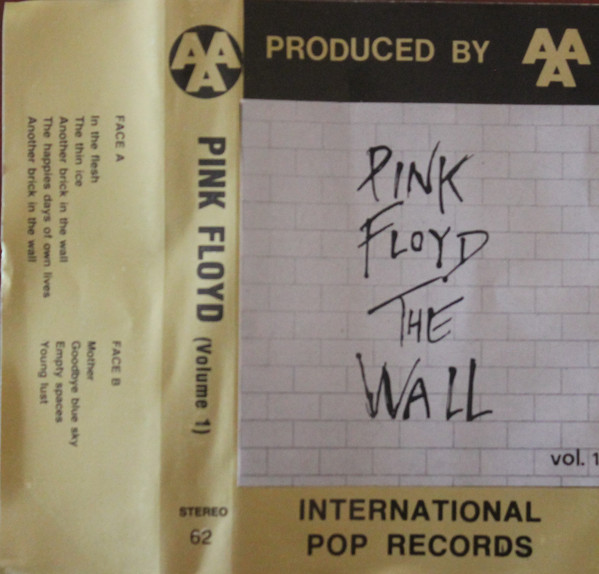 FACE A
In the flesh
The thin ice
Another brick in the wall
The happies days of own lives
Another brick in the wall
FACE B
Mother
Goodbye blue sky
Empty spaces
Young lust
AAA
PINK FLOYD (Volume 1)
STEREO
62
PRODUCED BY AAA
PINK
FLOYD
THE
WALL
vol. 1
INTERNATIONAL
POP RECORDS